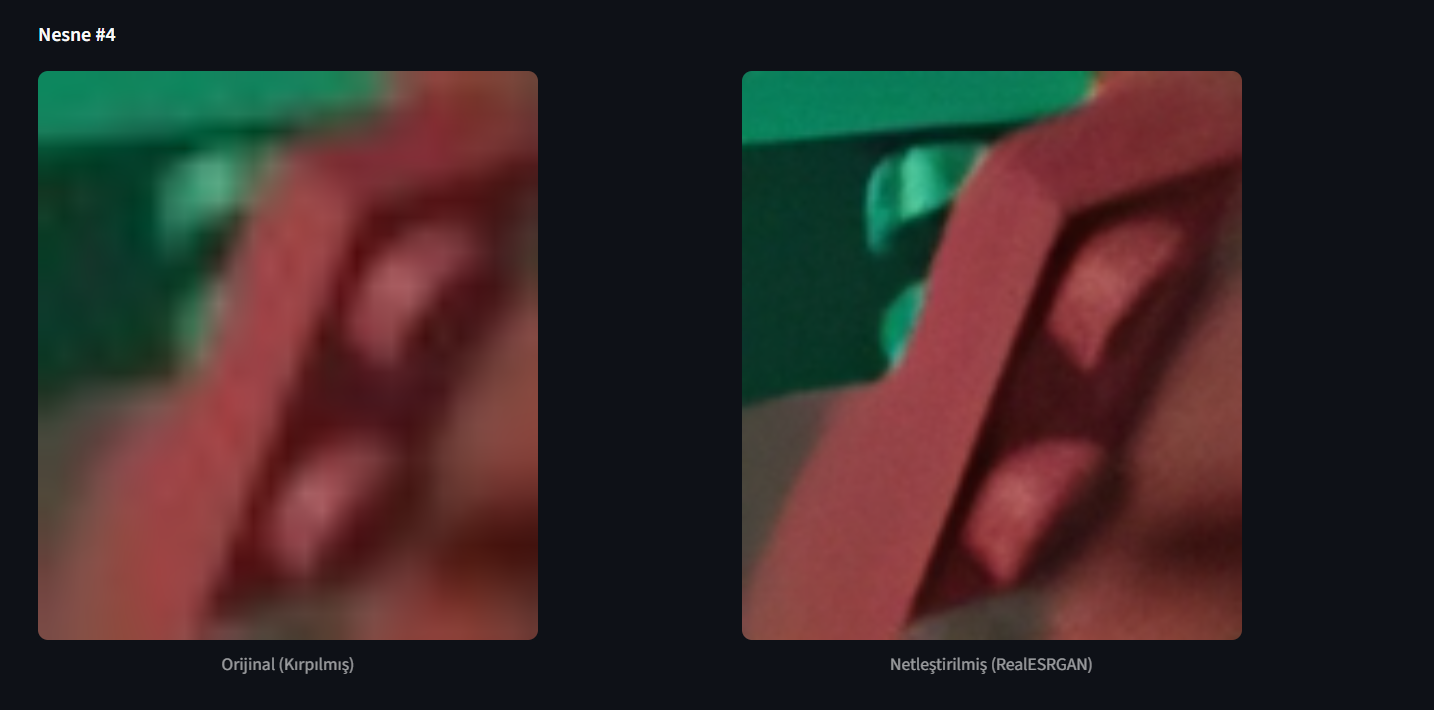 Nesne #4
Orijinal (Kırpılmış)
Netleştirilmiş (RealESRGAN)